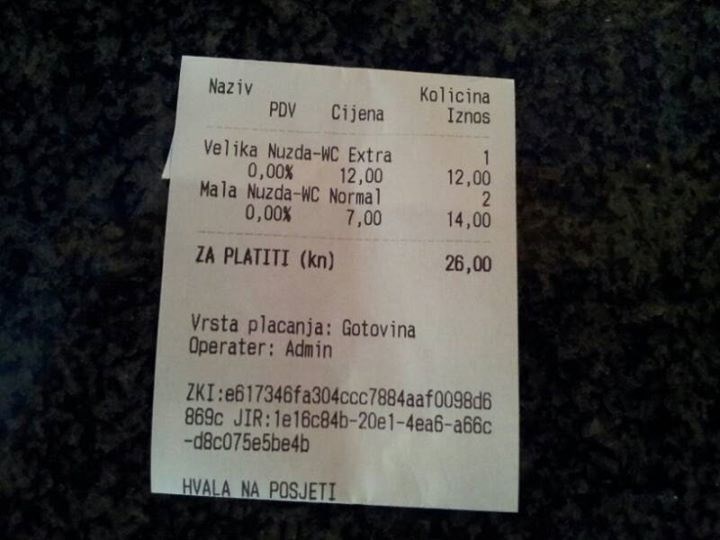 Naziv Kolicina
PDV Cijena Iznos
Velika Nuzda-WC Extra 1
0,00% 12,00 12,00
Mala Nuzda-WC Normal 2
0,00% 7,00 14,00
ZA PLATITI (kn) 26,00
Vrsta placanja: Gotovina
Operater: Admin
ZKI:e617346fa304ccc7884aaf0098d6
869c JIR:1e16c84b-20e1-4ea6-a66c
-d8c075e5be4b
HVALA NA POSJETI